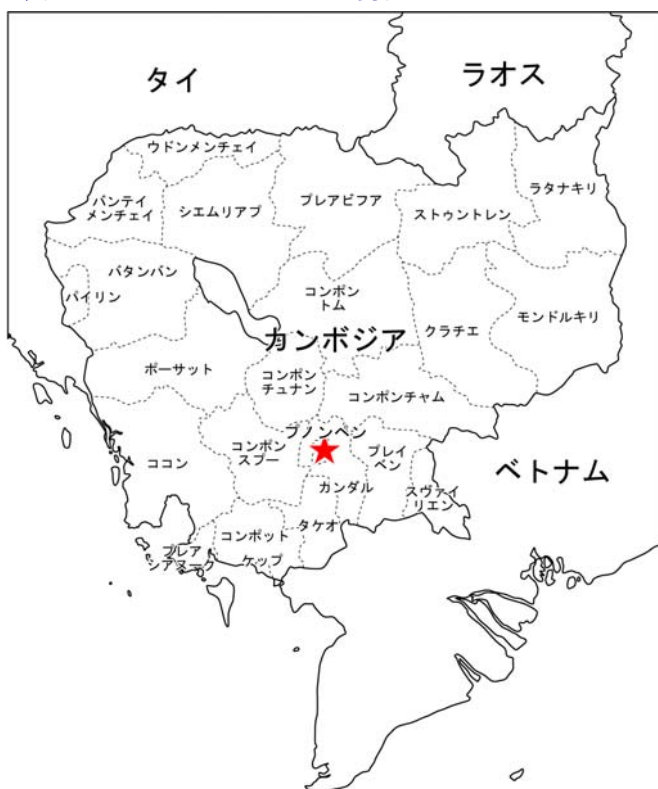 タイ
ラオス
ウドンメンチェイ
バンテイ
メンチェイ
シエムリアプ
プレアビフア
ストゥントレン
ラタナキリ
バタンバン
パイリン
コンポン
トム
カンボジア
クラチエ
モンドルキリ
ポーサット
コンポン
チュナン
コンポンチャム
プノンペン
コンポン
スプー
プレイ
ベン
ココン
カンダル
スヴァイ
リエン
ベトナム
タケオ
コンポット
ケップ
プレア
シアヌーク